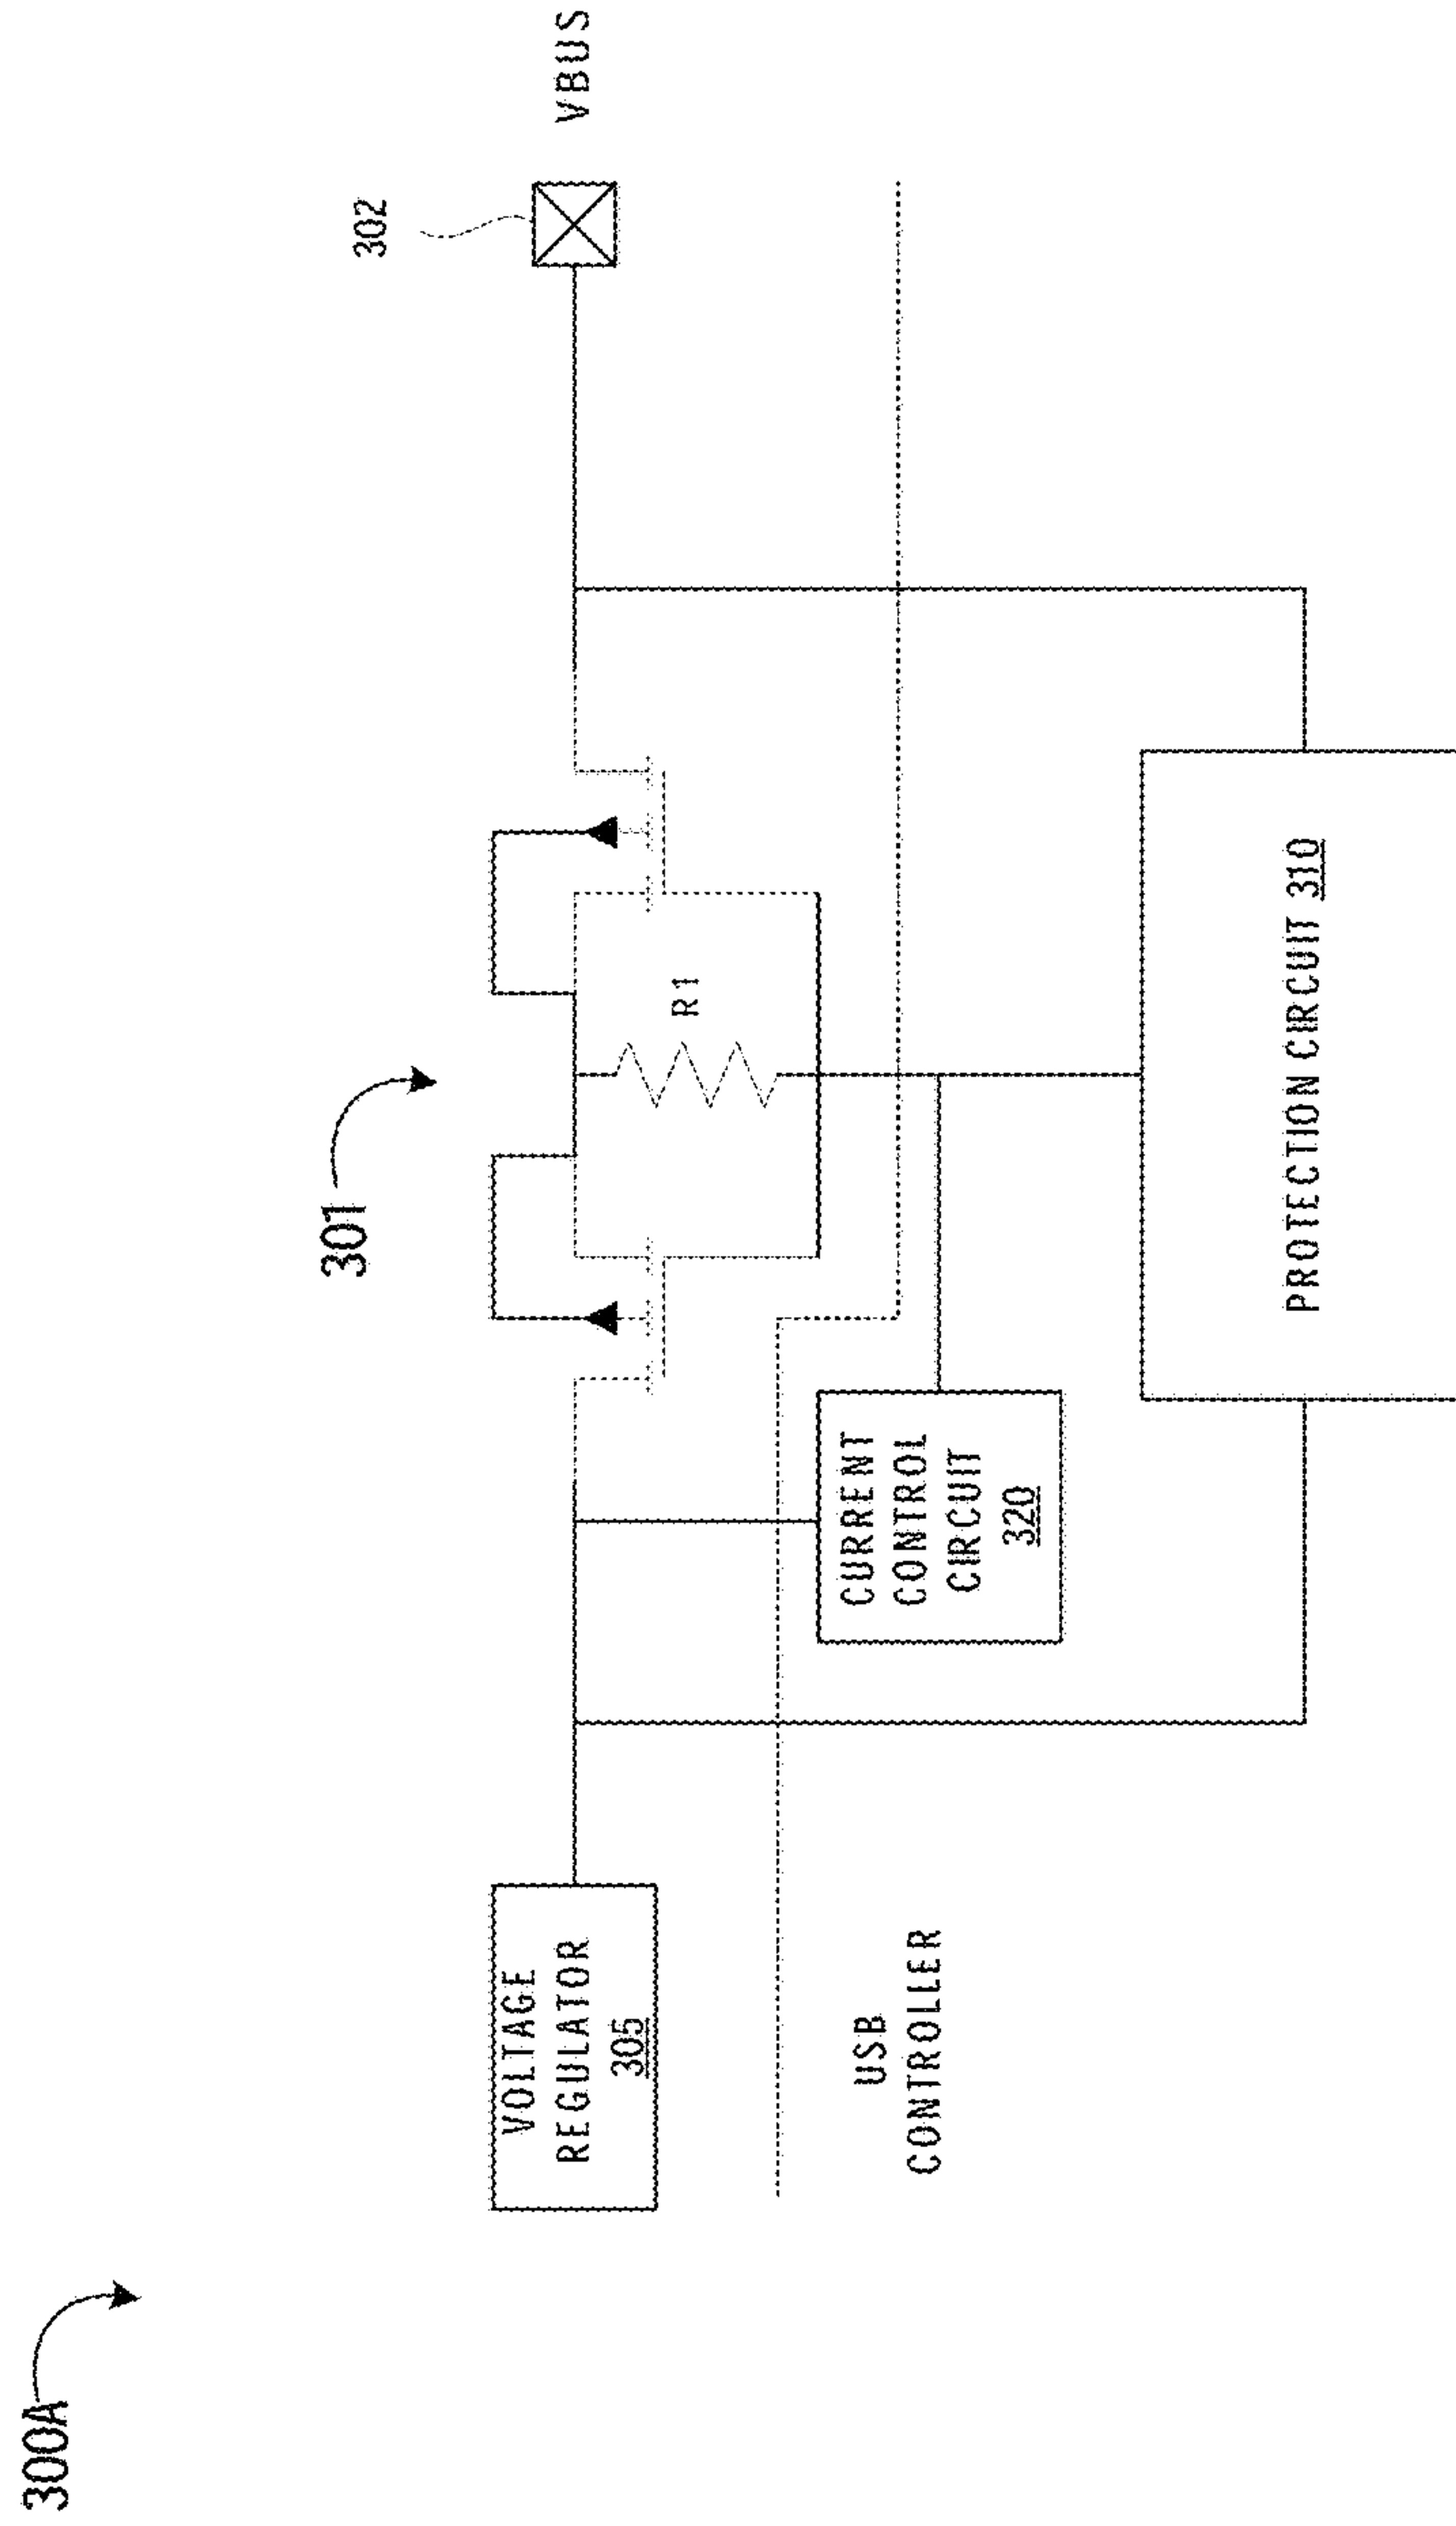 300A
301
302
VBUS
VOLTAGE
REGULATOR
305
R1
USB
CONTROLLER
CURRENT
CONTROL
CIRCUIT
320
PROTECTION CIRCUIT 310